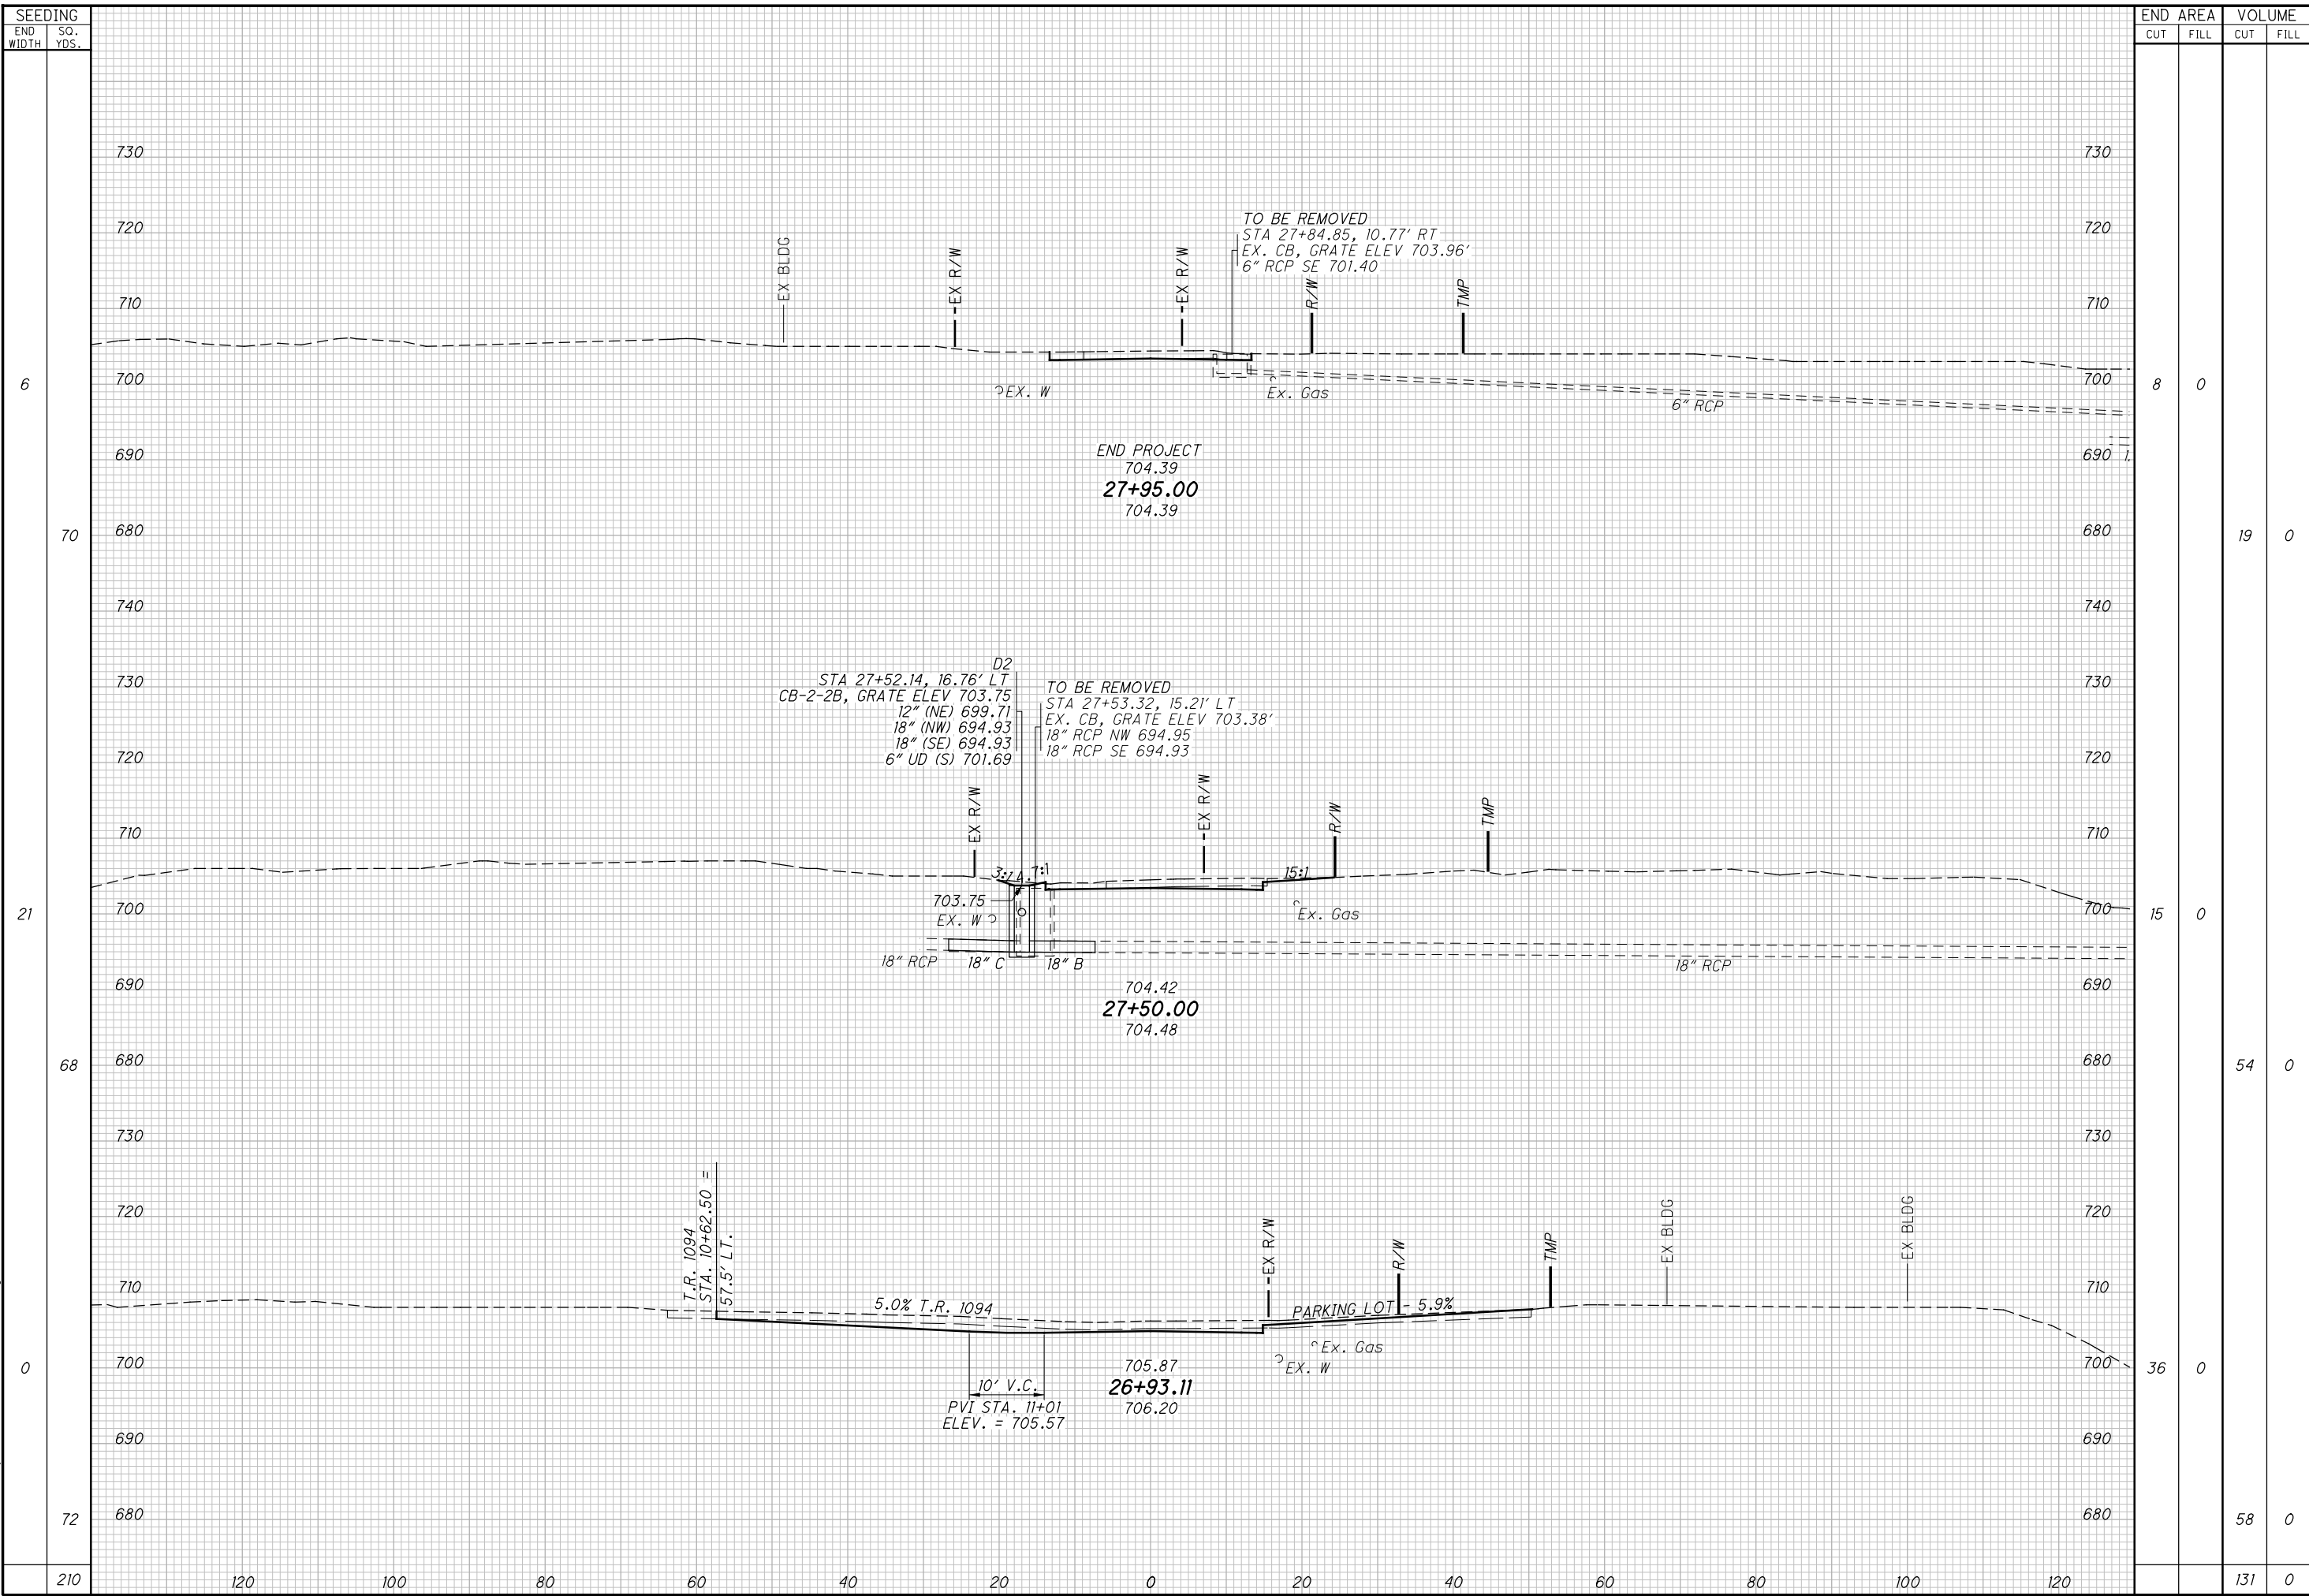 SEEDING
END WIDTH
SQ. YDS.
END AREA
VOLUME
CUT
FILL
CUT
FILL
730
730
720
720
TO BE REMOVED
STA 27+84.85, 10.77' RT
EX. CB, GRATE ELEV 703.96'
6" RCP SE 701.40
EX BLDG
EX R/W
EX R/W
R/W
TMP
710
710
6
700
700
8
0
EX. W
Ex. Gas
6" RCP
690
690
1.
END PROJECT
704.39
27+95.00
704.39
70
680
680
19
0
740
740
D2
STA 27+52.14, 16.76' LT
CB-2-2B, GRATE ELEV 703.75
12" (NE) 699.71
18" (NW) 694.93
18" (SE) 694.93
6" UD (S) 701.69
TO BE REMOVED
STA 27+53.32, 15.21' LT
EX. CB, GRATE ELEV 703.38'
18" RCP NW 694.95
18" RCP SE 694.93
730
730
720
720
EX R/W
EX R/W
R/W
TMP
710
710
3:1
15:1
703.75
21
700
700
15
0
EX. W
Ex. Gas
18" RCP
18" C
18" B
18" RCP
690
690
704.42
27+50.00
704.48
68
680
680
54
0
730
730
T.R. 1094
STA. 10+62.50 =
57.5' LT.
720
720
EX R/W
R/W
TMP
EX BLDG
EX BLDG
710
710
5.0% T.R. 1094
PARKING LOT - 5.9%
Ex. Gas
EX. W
0
700
700
36
0
705.87
26+93.11
706.20
10' V.C.
PVI STA. 11+01
ELEV. = 705.57
690
690
72
680
680
58
0
210
120
100
80
60
40
20
0
20
40
60
80
100
120
131
0